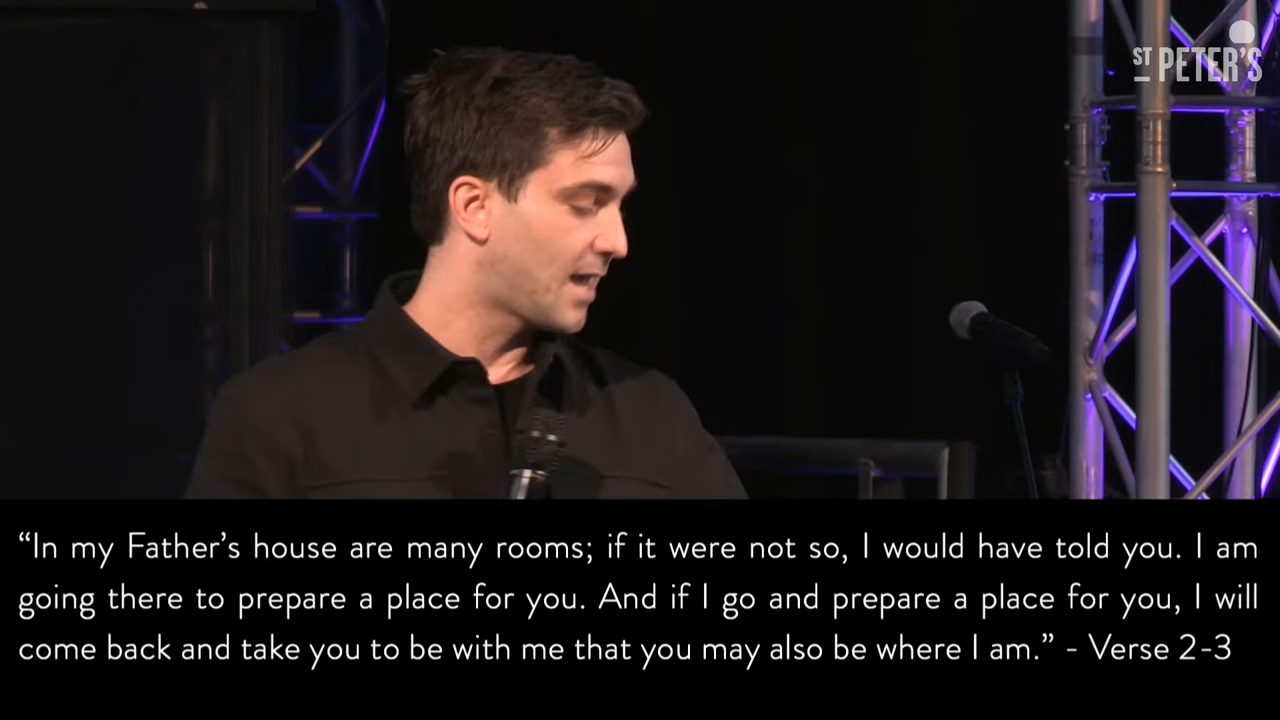 ST PETER'S
“In my Father’s house are many rooms; if it were not so, I would have told you. I am
going there to prepare a place for you. And if I go and prepare a place for you, I will
come back and take you to be with me that you may also be where I am.” - Verse 2-3